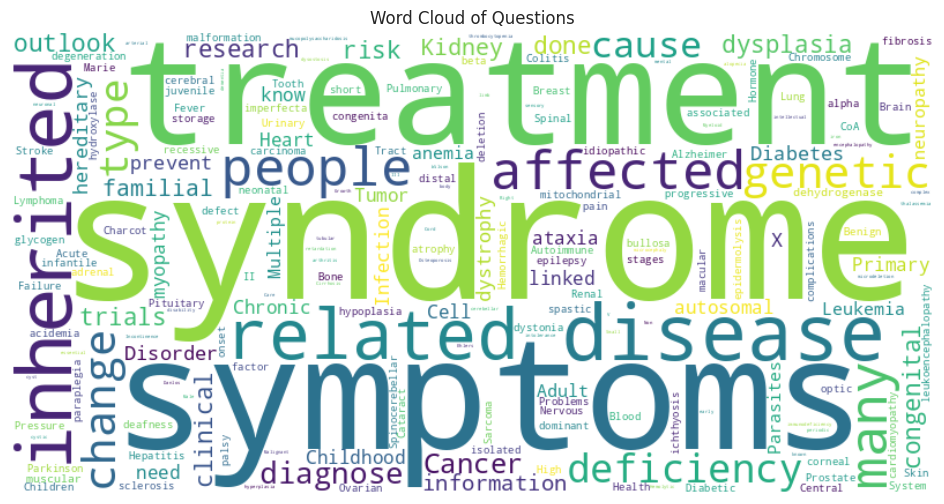 Word Cloud of Questions
outlook
malformation
research
risk
Kidney
done
cause
dysplasia
fibrosis
degeneration
Marie
cerebral
juvenile
Tooth
know
short
Pulmonary
beta
Colitis
Chromosome
treatment
type
hereditary
hydroxylase
Fever
storage
imperfecta
Urinary
congenita
Breast
Spinal
associated
Hormone
Lung
alpha
Brain
neuropathy
Stroke
recessive
Heart
carcinoma
Tract
anemia
deletion
idiopathic
Alzheimer
CoA
Diabetes
prevent
people
affected
genetic
inherited
familial
neonatal
Tumor
distal
mitochondrial
pain
progressive
dehydrogenase
Lymphoma
syndrome
glycogen
Acute
infantile
Failure
adrenal
Charcot
defect
myopathy
Multiple
II
Infection
atrophy
dystrophy
Hemorrhagic
ataxia
epilepsy
linked
Autoimmune
bullosa
stages
macular
epidermolysis
X
complications
Benign
Primary
Pituitary
Bone
Renal
trials
Chronic
hypoplasia
Cell
spastic
autosomal
Leukemia
acidemia
paraplegia
change
Disorder
onset
related
disease
dystonia
symptoms
many
congenital
leukoencephalopathy
cardiomyopathy
factor
Spinocerebellar
Cataract
Adult
Problems
Nervous
dominant
Blood
Parasites
ichthyosis
optic
corneal
Pressure
deafness
clinical
palsy
Childhood
Sarcoma
isolated
Parkinson
muscular
Children
Hepatitis
sclerosis
need
diagnose
Ovarian
Cancer
information
High
deficiency
Health
Diabetic
Prostate
Central
Skin
System